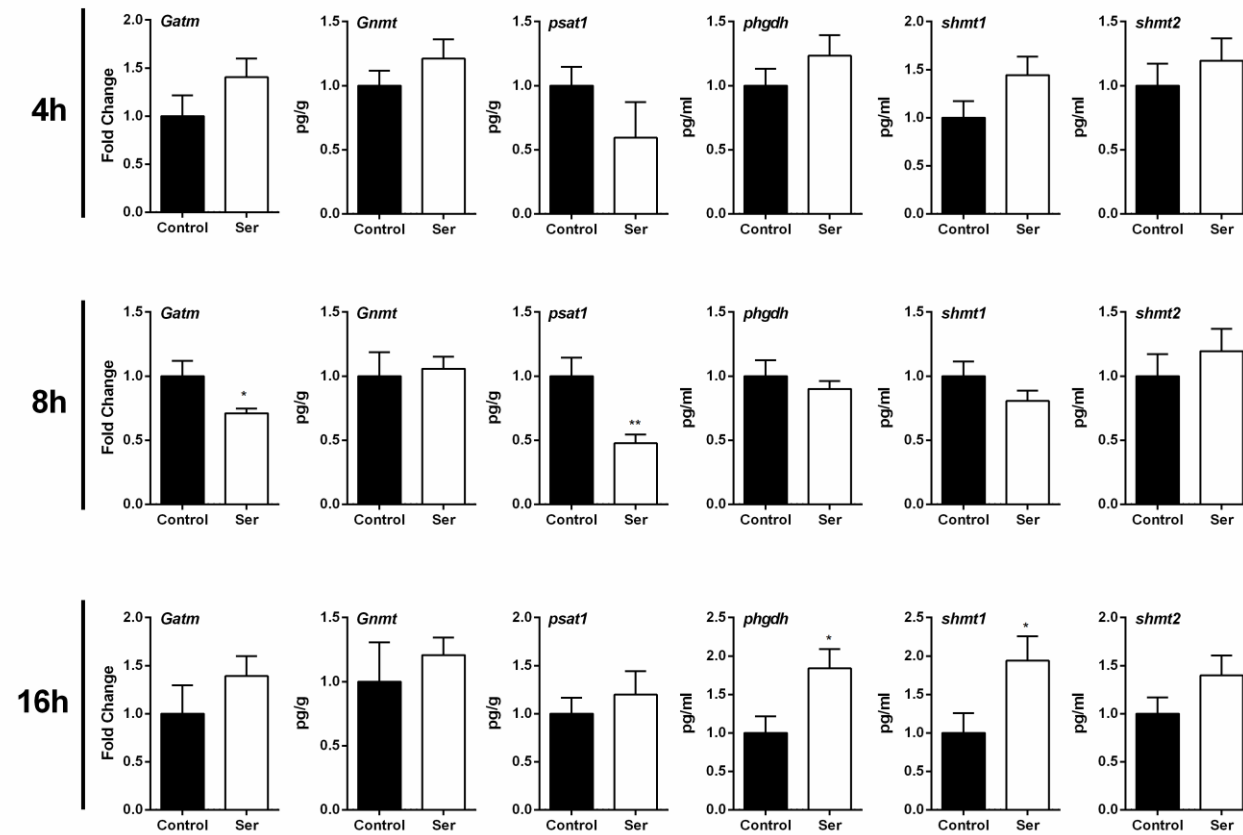 4h
Gatm
Fold Change
2.0
1.5
1.0
0.5
0.0
Control Ser
Gnmt
pg/g
1.5
1.0
0.5
0.0
Control Ser
psat1
pg/g
1.5
1.0
0.5
0.0
Control Ser
phgdh
pg/ml
1.5
1.0
0.5
0.0
Control Ser
shmt1
pg/ml
2.0
1.5
1.0
0.5
0.0
Control Ser
shmt2
pg/ml
1.5
1.0
0.5
0.0
Control Ser
8h
Gatm
Fold Change
1.5
1.0
0.5
0.0
*
Control Ser
Gnmt
pg/g
1.5
1.0
0.5
0.0
Control Ser
psat1
pg/g
1.5
1.0
0.5
0.0
**
Control Ser
phgdh
pg/ml
1.5
1.0
0.5
0.0
Control Ser
shmt1
pg/ml
1.5
1.0
0.5
0.0
Control Ser
shmt2
pg/ml
1.5
1.0
0.5
0.0
Control Ser
16h
Gatm
Fold Change
2.0
1.5
1.0
0.5
0.0
Control Ser
Gnmt
pg/g
1.5
1.0
0.5
0.0
Control Ser
psat1
pg/g
2.0
1.5
1.0
0.5
0.0
Control Ser
phgdh
pg/ml
2.5
2.0
1.5
1.0
0.5
0.0
*
Control Ser
shmt1
pg/ml
2.5
2.0
1.5
1.0
0.5
0.0
*
Control Ser
shmt2
pg/ml
2.0
1.5
1.0
0.5
0.0
Control Ser